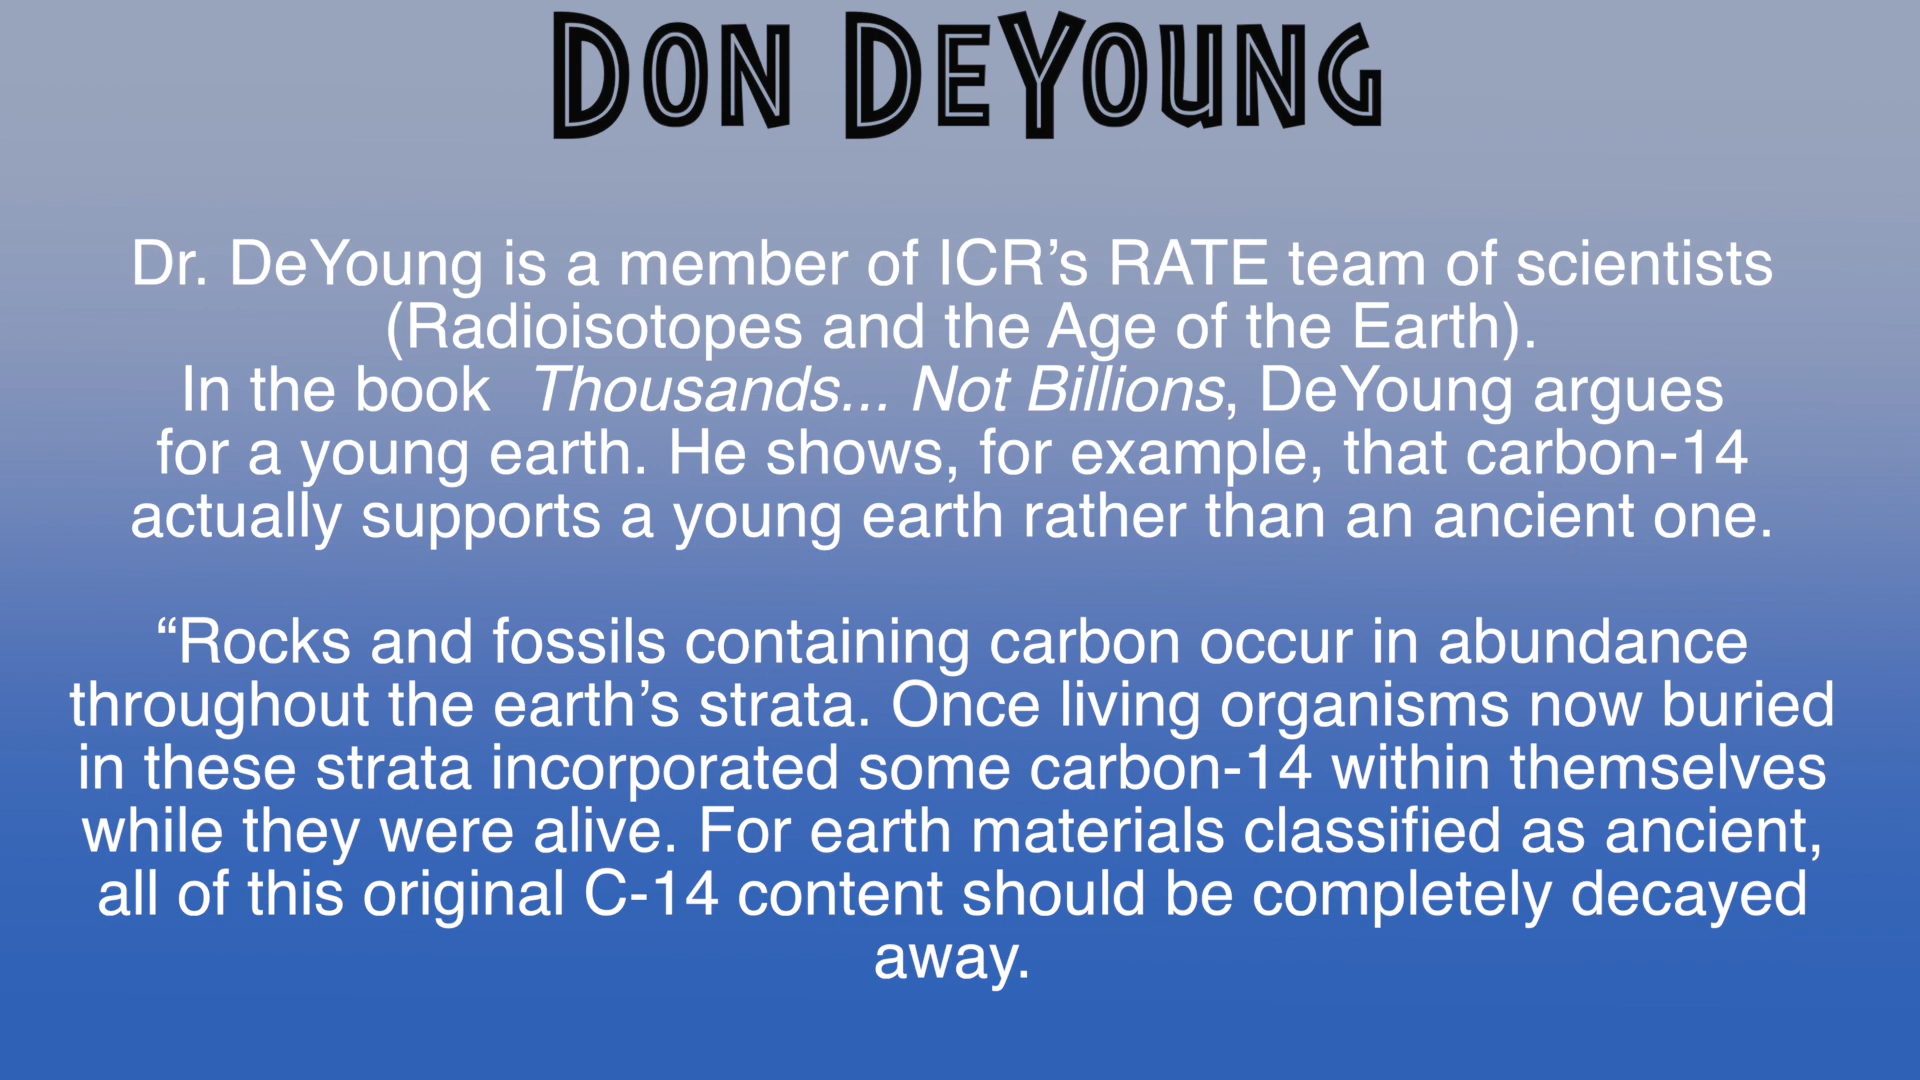 DON DEYOUNG
Dr. DeYoung is a member of ICR’s RATE team of scientists
(Radioisotopes and the Age of the Earth).
In the book Thousands... Not Billions, DeYoung argues
for a young earth. He shows, for example, that carbon-14
actually supports a young earth rather than an ancient one.
“Rocks and fossils containing carbon occur in abundance
throughout the earth’s strata. Once living organisms now buried
in these strata incorporated some carbon-14 within themselves
while they were alive. For earth materials classified as ancient,
all of this original C-14 content should be completely decayed
away.